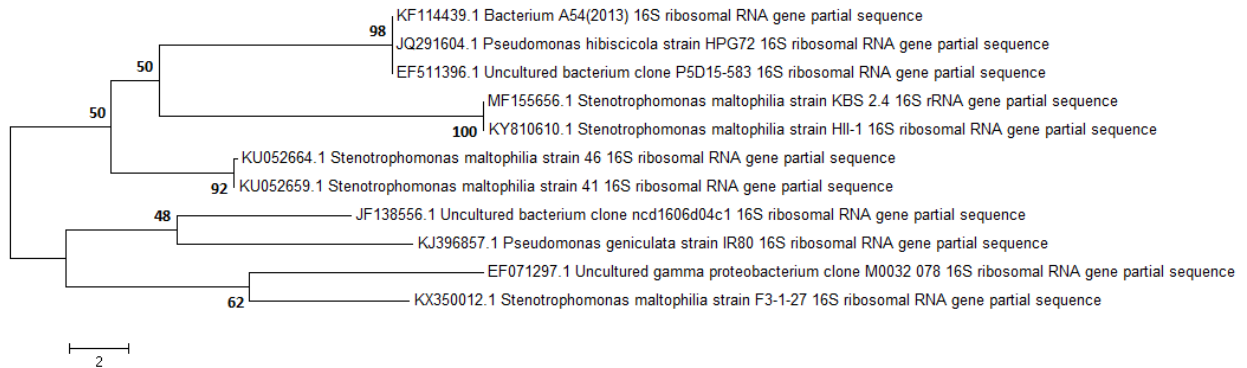 KF114439.1 Bacterium A54(2013) 16S ribosomal RNA gene partial sequence
98
JQ291604.1 Pseudomonas hibiscicola strain HPG72 16S ribosomal RNA gene partial sequence
50
EF511396.1 Uncultured bacterium clone P5D15-583 16S ribosomal RNA gene partial sequence
MF155656.1 Stenotrophomonas maltophilia strain KBS 2.4 16S rRNA gene partial sequence
50
100
KY810610.1 Stenotrophomonas maltophilia strain HII-1 16S ribosomal RNA gene partial sequence
KU052664.1 Stenotrophomonas maltophilia strain 46 16S ribosomal RNA gene partial sequence
92
KU052659.1 Stenotrophomonas maltophilia strain 41 16S ribosomal RNA gene partial sequence
48
JF138556.1 Uncultured bacterium clone ncd1606d04c1 16S ribosomal RNA gene partial sequence
KJ396857.1 Pseudomonas geniculata strain IR80 16S ribosomal RNA gene partial sequence
EF071297.1 Uncultured gamma proteobacterium clone M0032 078 16S ribosomal RNA gene partial sequence
62
KX350012.1 Stenotrophomonas maltophilia strain F3-1-27 16S ribosomal RNA gene partial sequence
2